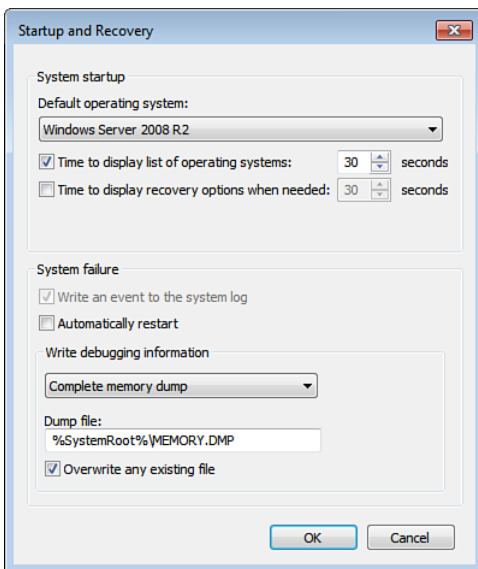 Startup and Recovery
System startup
Default operating system:
Windows Server 2008 R2
Time to display list of operating systems: 30 seconds
Time to display recovery options when needed: 30 seconds
System failure
Write an event to the system log
Automatically restart
Write debugging information
Complete memory dump
Dump file:
%SystemRoot%\MEMORY.DMP
Overwrite any existing file
OK Cancel